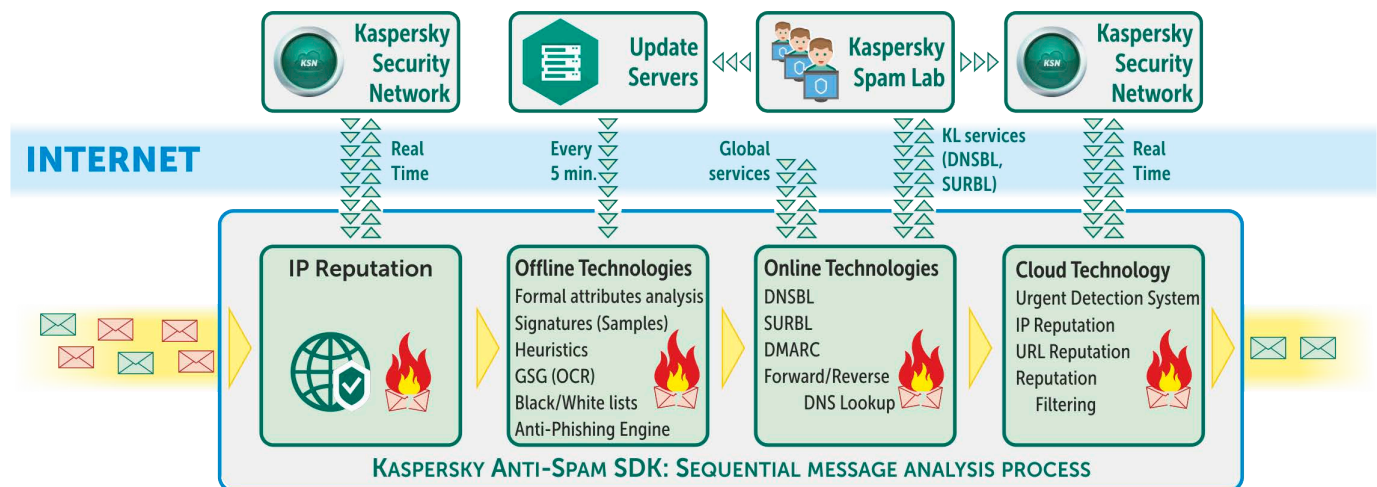 KSN
Kaspersky
Security
Network
Update
Servers
Kaspersky
Spam Lab
KSN
Kaspersky
Security
Network
INTERNET
Real
Time
Every
5 min.
Global
services
KL services
(DNSBL,
SURBL)
Real
Time
IP Reputation
Offline Technologies
Formal attributes analysis
Signatures (Samples)
Heuristics
GSG (OCR)
Black/White lists
Anti-Phishing Engine
Online Technologies
DNSBL
SURBL
DMARC
Forward/Reverse
DNS Lookup
Cloud Technology
Urgent Detection System
IP Reputation
URL Reputation
Reputation
Filtering
KASPERSKY ANTI-SPAM SDK: SEQUENTIAL MESSAGE ANALYSIS PROCESS